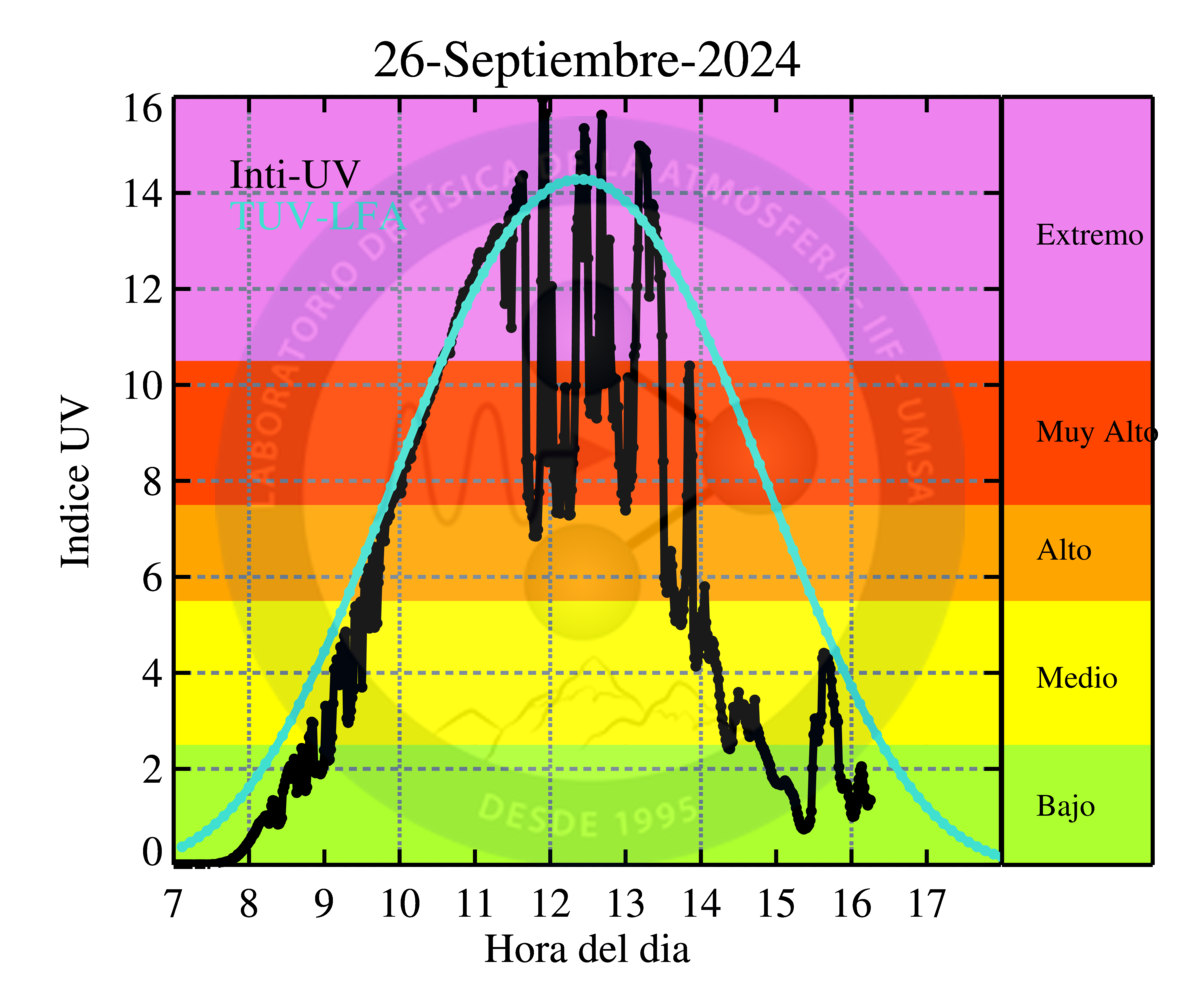 26-Septiembre-2024
16
14
12
10
8
6
4
2
0
Indice UV
Inti-UV
TUV-LFA
LABORATORIO DE FÍSICA DE LA ATMÓSFERA - IIF - UMSA
DESDE 1995
Extremo
Muy Alto
Alto
Medio
Bajo
7 8 9 10 11 12 13 14 15 16 17
Hora del dia